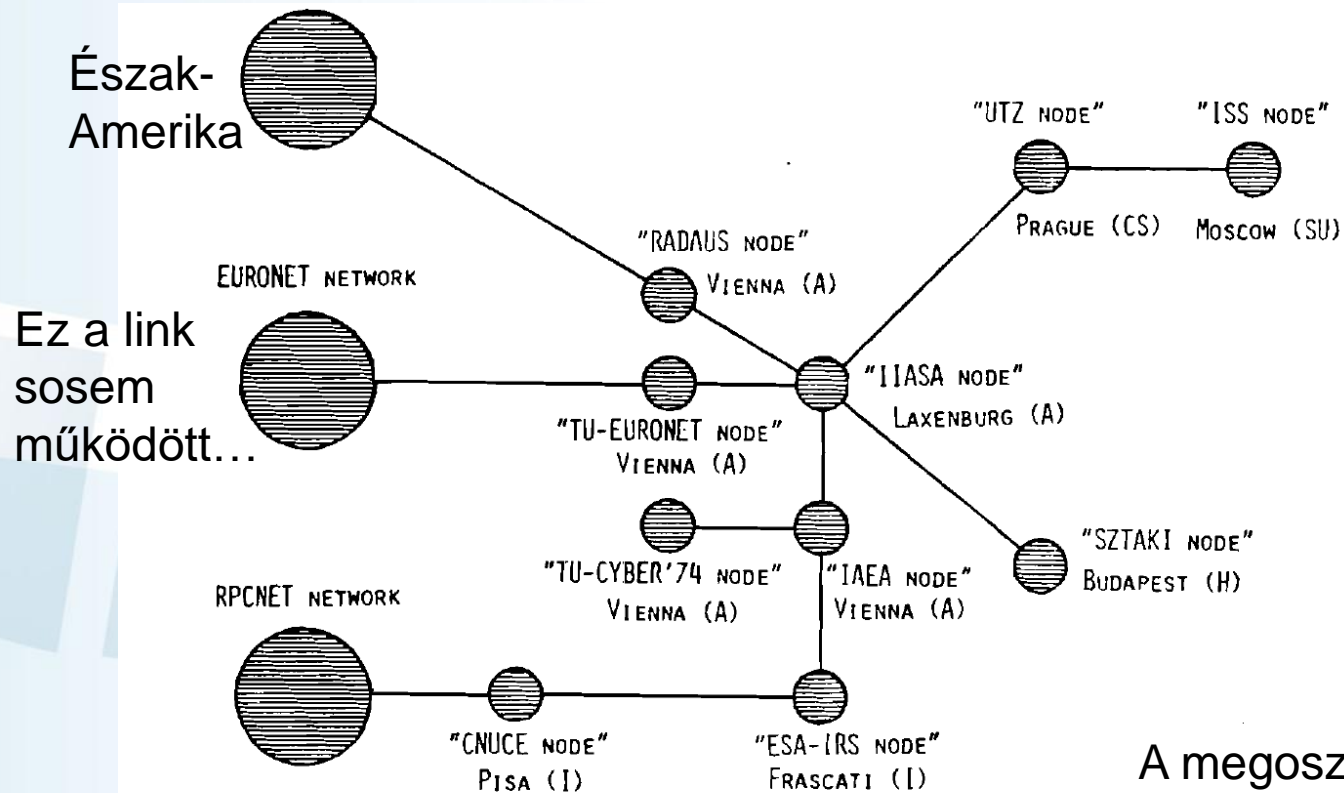 Észak-
Amerika
"UTZ NODE"
"ISS NODE"
PRAGUE (CS)
MOSCOW (SU)
"RADAUS NODE"
VIENNA (A)
EURONET NETWORK
Ez a link
sosem
működött…
"IIASA NODE"
LAXENBURG (A)
"TU-EURONET NODE"
VIENNA (A)
"SZTAKI NODE"
BUDAPEST (H)
"TU-CYBER'74 NODE"
VIENNA (A)
"IAEA NODE"
VIENNA (A)
RPCNET NETWORK
"CNUCE NODE"
PISA (I)
"ESA-IRS NODE"
FRASCATI (I)
A megosz